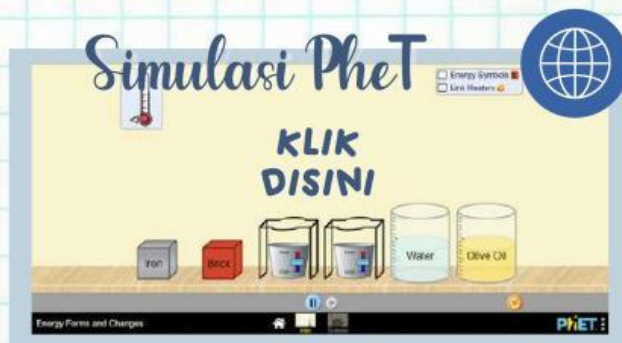 Simulasi PheT
Energy Symbols
Link Heaters
KLIK
DISINI
Iron
Brick
Water
Olive Oil
Energy Forms and Changes
PhET